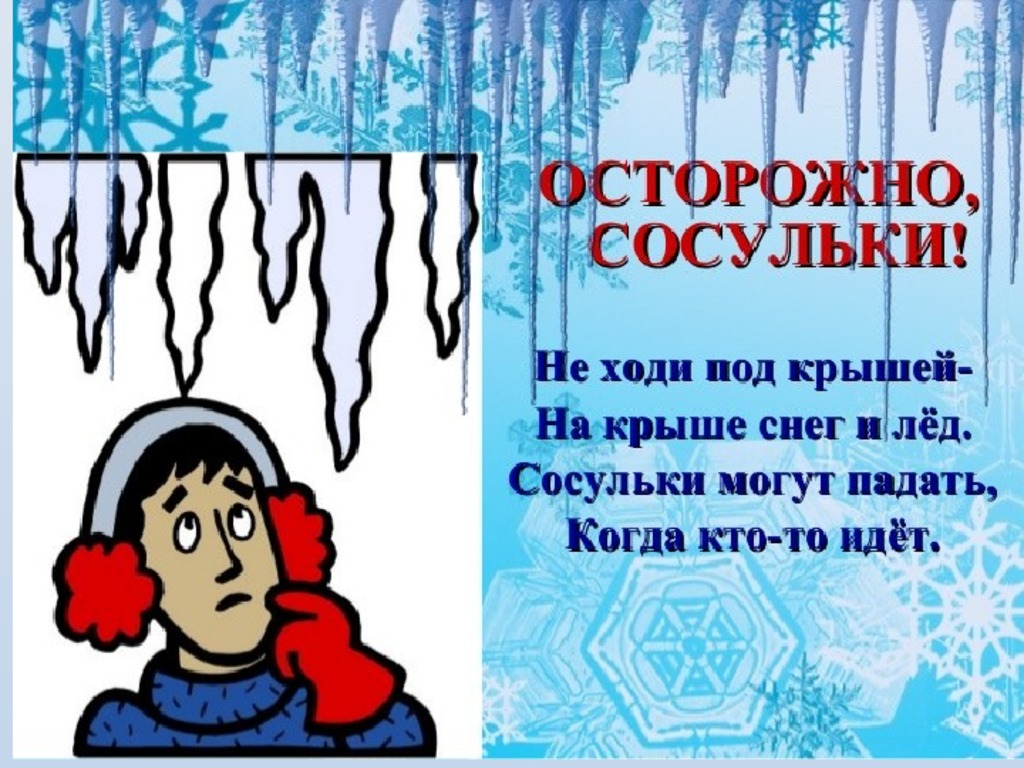 ОСТОРОЖНО,
СОСУЛЬКИ!
Не ходи под крышей-
На крыше снег и лёд.
Сосульки могут падать,
Когда кто-то идёт.